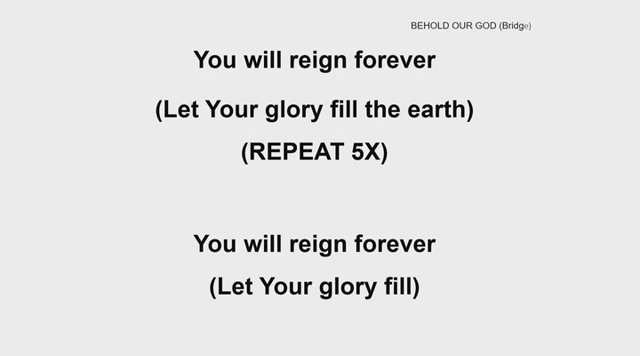 BEHOLD OUR GOD (Bridge)
You will reign forever
(Let Your glory fill the earth)
(REPEAT 5X)
You will reign forever
(Let Your glory fill)